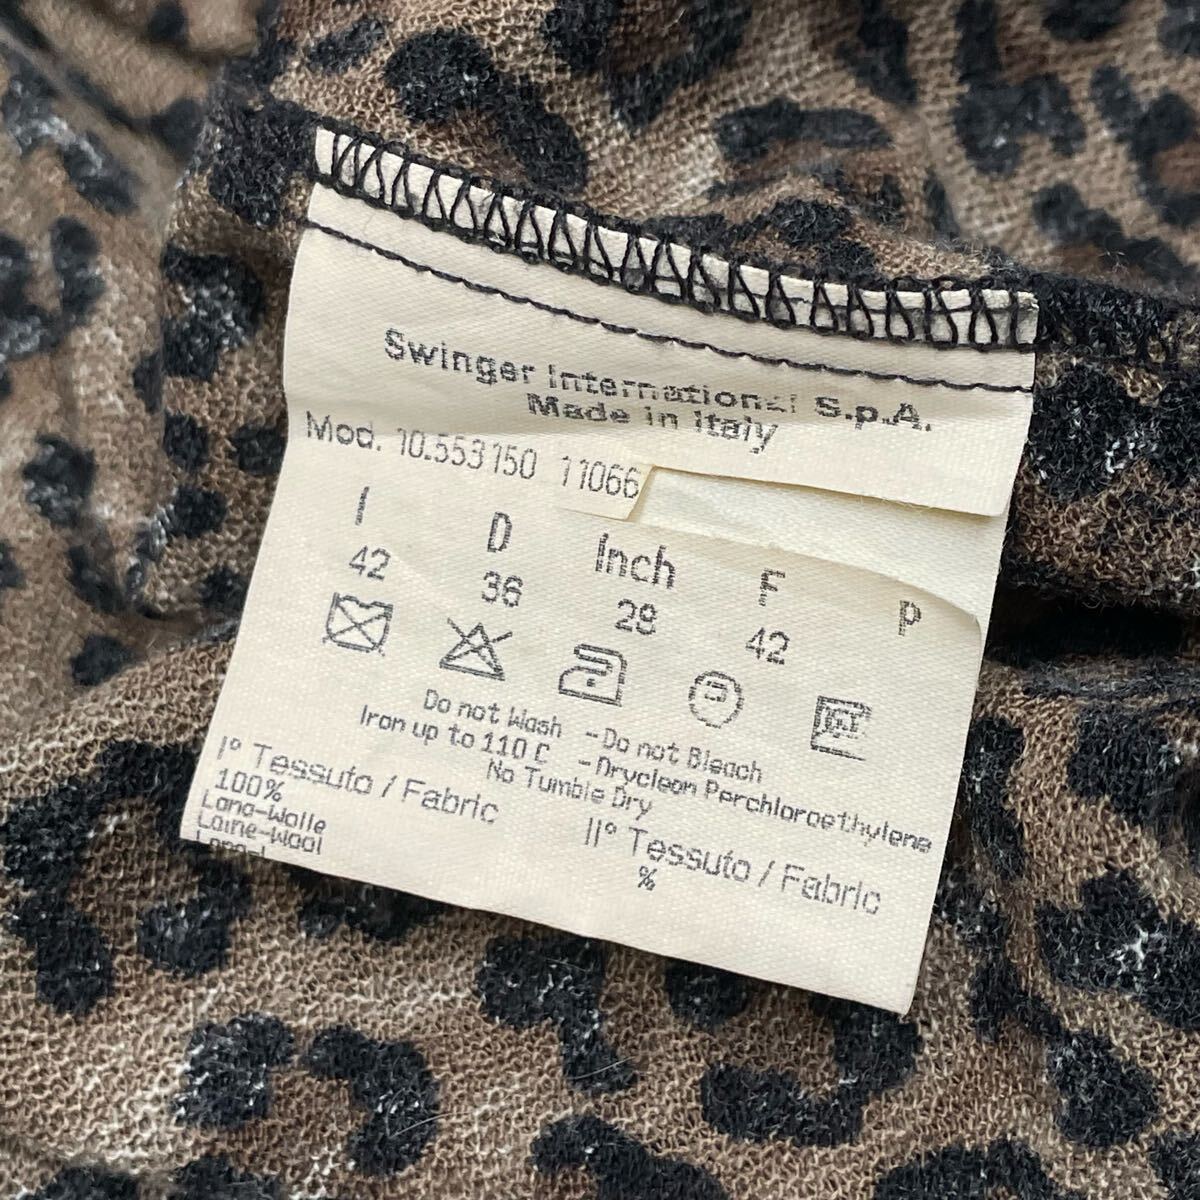 Swinger International S.p.A.
Made in Italy
Mod. 10.553150 11066
I D Inch F P
42 36 28 42
P
Do not Wash -Do not Bleach
Iron up to 110 C -Dryclean Perchloroethylene
No Tumble Dry
I° Tessuto / Fabric
100%
Lana-Wolle
Laine-Wool
II° Tessuto / Fabric
%